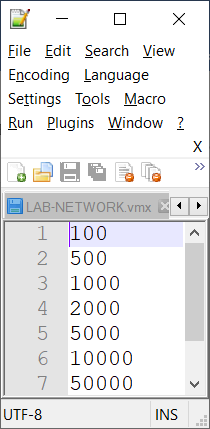 File Edit Search View
Encoding Language
Settings Tools Macro
Run Plugins Window ?
X
LAB-NETWORK.vmx
1 100
2 500
3 1000
4 2000
5 5000
6 10000
7 50000
UTF-8 INS